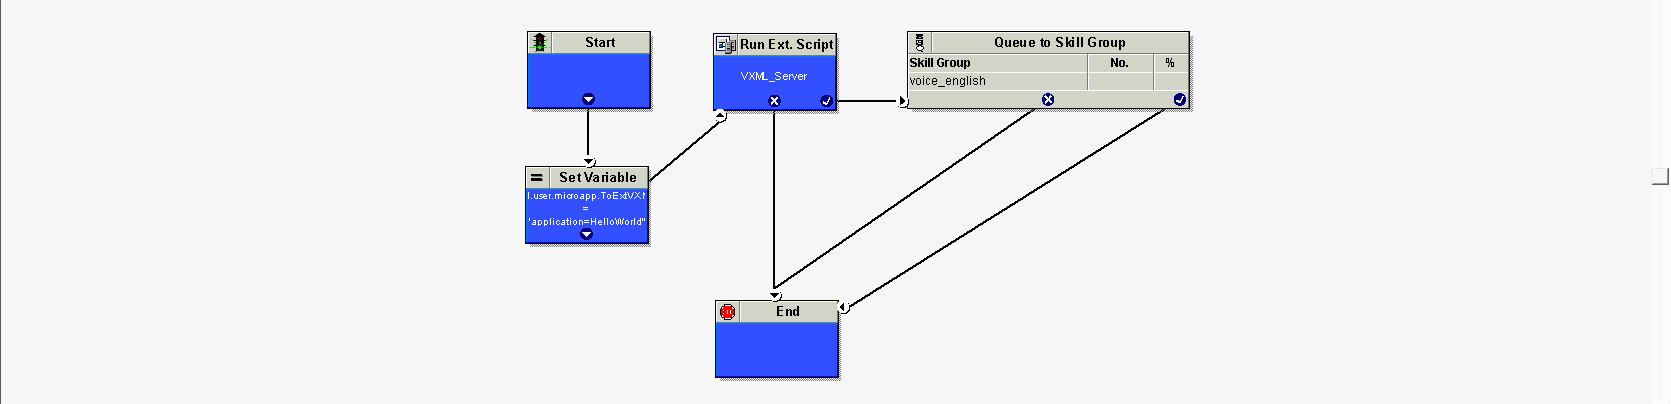 Start
Run Ext. Script
VXML_Server
Queue to Skill Group
Skill Group No. %
voice_english
Set Variable
.user.microapp.ToExtVX
=
"application=HelloWorld"
End